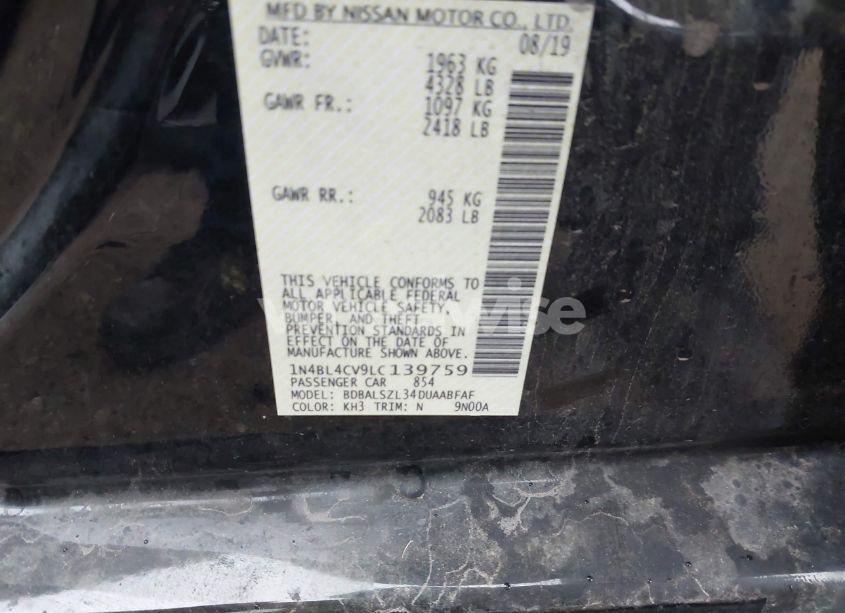 MFD BY NISSAN MOTOR CO., LTD.
DATE: 08/19
GVWR: 1963 KG
4328 LB
GAWR FR.: 1097 KG
2418 LB
GAWR RR.: 945 KG
2083 LB
THIS VEHICLE CONFORMS TO
ALL APPLICABLE FEDERAL
MOTOR VEHICLE SAFETY,
BUMPER, AND THEFT
PREVENTION STANDARDS IN
EFFECT ON THE DATE OF
MANUFACTURE SHOWN ABOVE.
1N4BL4CV9LC139759
PASSENGER CAR 854
MODEL: BDBALSZL34DUAABFAF
COLOR: KH3 TRIM: N 9N00A